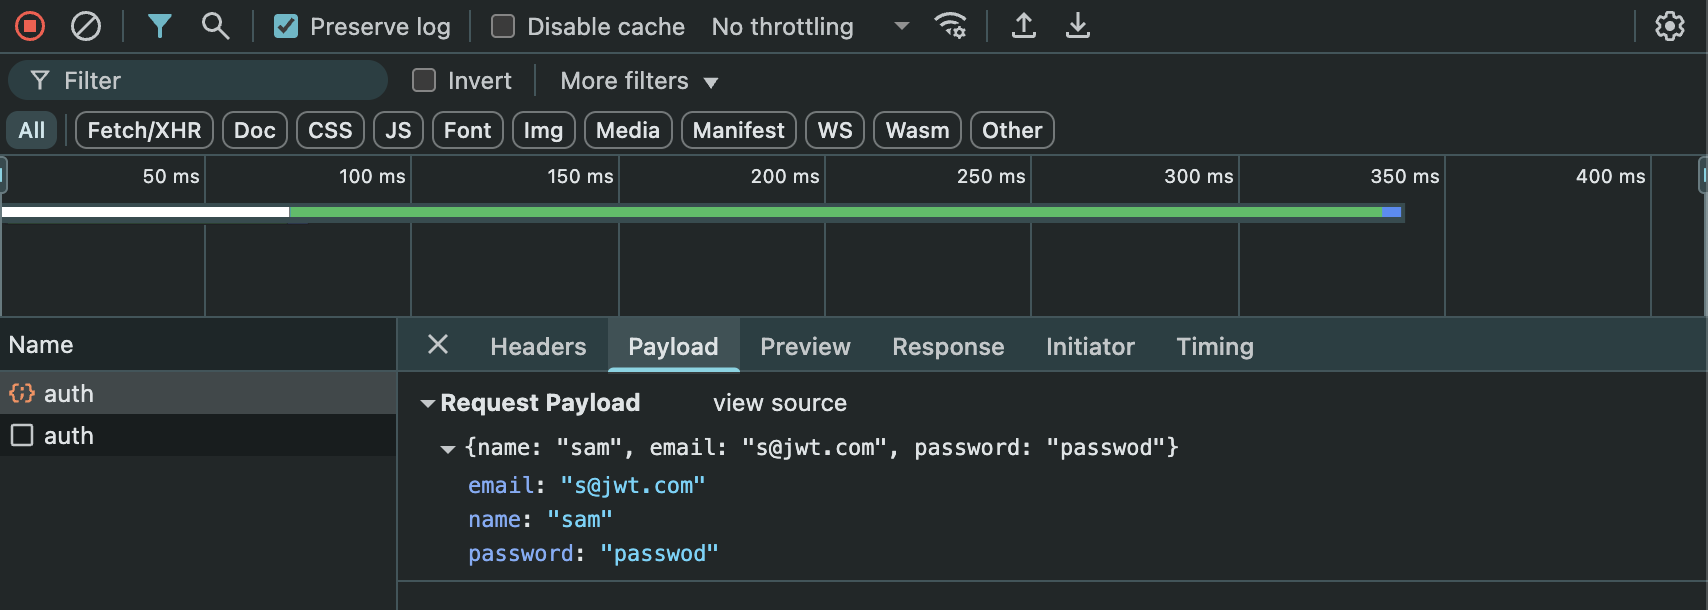 Preserve log Disable cache No throttling
Filter Invert More filters
All Fetch/XHR Doc CSS JS Font Img Media Manifest WS Wasm Other
50 ms 100 ms 150 ms 200 ms 250 ms 300 ms 350 ms 400 ms
Name Headers Payload Preview Response Initiator Timing
auth
auth
Request Payload view source
{name: "sam", email: "s@jwt.com", password: "passwod"}
email: "s@jwt.com"
name: "sam"
password: "passwod"